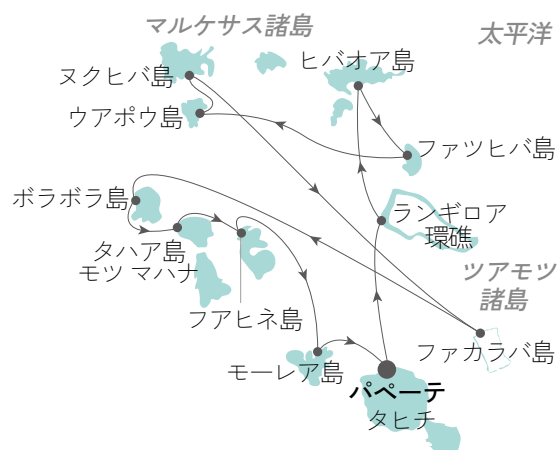 マルケサス諸島
太平洋
ヌクヒバ島
ヒバオア島
ウアポウ島
ファツヒバ島
ボラボラ島
ランギロア
環礁
タハア島
モツ マハナ
ツアモツ
諸島
フアヒネ島
ファカラバ島
モーレア島
パペーテ
タヒチ